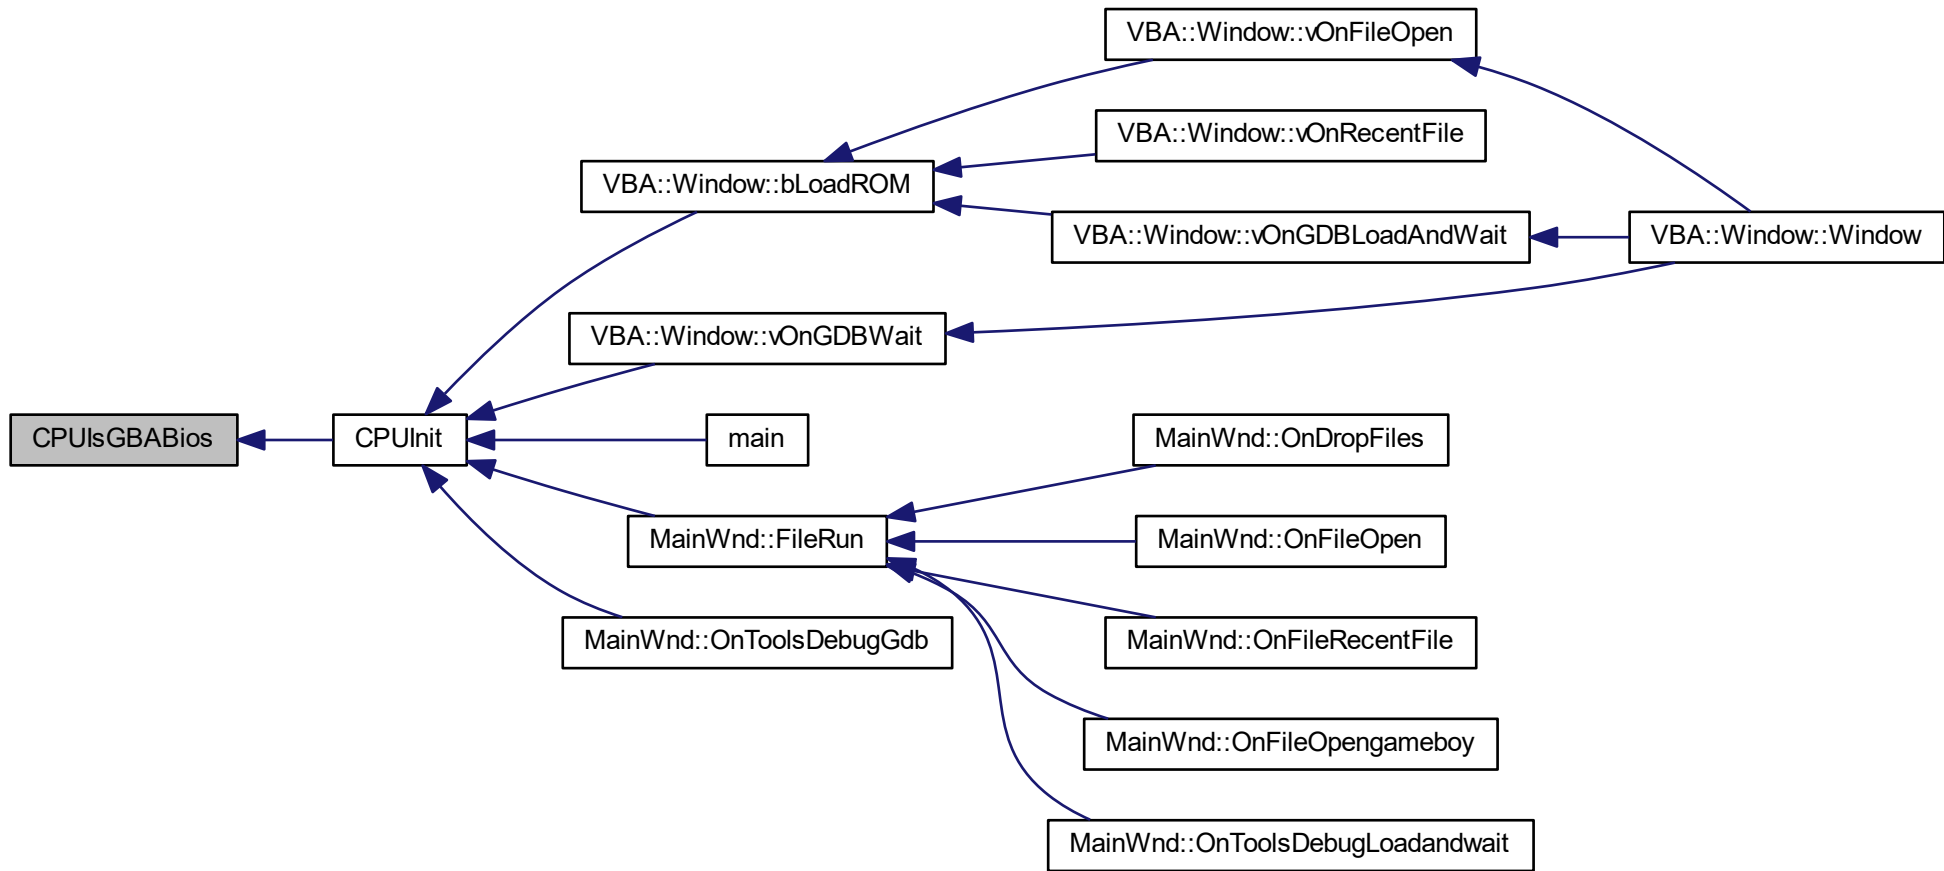 VBA::Window::vOnFileOpen
VBA::Window::vOnRecentFile
VBA::Window::bLoadROM
VBA::Window::vOnGDBLoadAndWait
VBA::Window::Window
VBA::Window::vOnGDBWait
CPUIsGBABios
CPUInit
main
MainWnd::OnDropFiles
MainWnd::FileRun
MainWnd::OnFileOpen
MainWnd::OnToolsDebugGdb
MainWnd::OnFileRecentFile
MainWnd::OnFileOpengameboy
MainWnd::OnToolsDebugLoadandwait